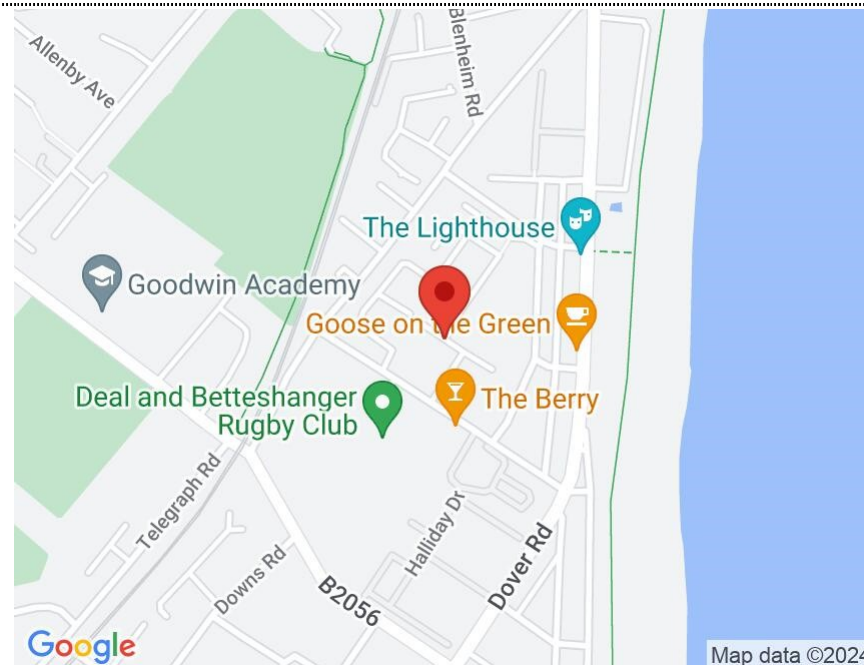 Blenheim Rd
Allenby Ave
The Lighthouse
Goodwin Academy
Goose on the Green
Deal and Betteshanger
Rugby Club
The Berry
Telegraph Rd
Halliday Dr
Downs Rd
Dover Rd
B2056
Google
Map data ©2024